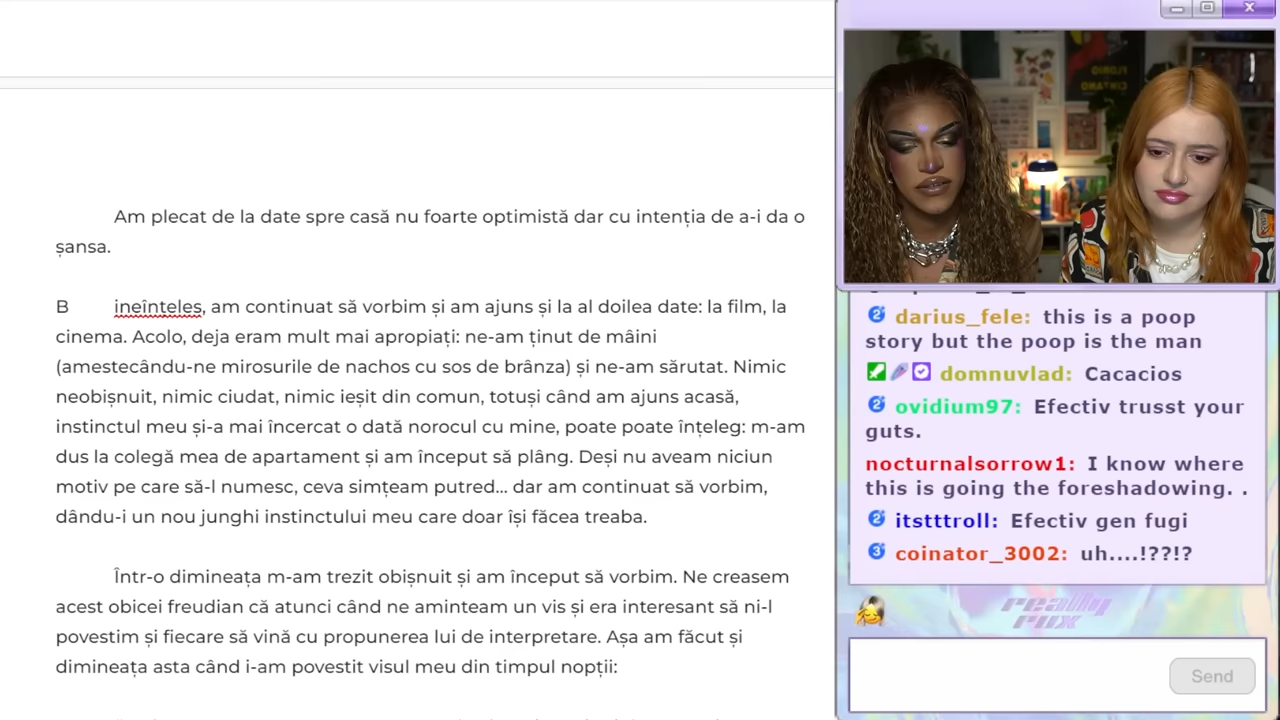 Am plecat de la date spre casă nu foarte optimistă dar cu intenția de a-i da o
șansa.
B ineînteles, am continuat să vorbim și am ajuns și la al doilea date: la film, la
cinema. Acolo, deja eram mult mai apropiați: ne-am ținut de mâini
(amestecându-ne mirosurile de nachos cu sos de brânza) și ne-am sărutat. Nimic
neobișnuit, nimic ciudat, nimic ieșit din comun, totuși când am ajuns acasă,
instinctul meu și-a mai încercat o dată norocul cu mine, poate poate înțeleg: m-am
dus la colegă mea de apartament și am început să plâng. Deși nu aveam niciun
motiv pe care să-l numesc, ceva simțeam putred... dar am continuat să vorbim,
dându-i un nou junghi instinctului meu care doar își făcea treaba.
Într-o dimineața m-am trezit obișnuit și am început să vorbim. Ne creasem
acest obicei freudian că atunci când ne aminteam un vis și era interesant să ni-l
povestim și fiecare să vină cu propunerea lui de interpretare. Așa am făcut și
dimineața asta când i-am povestit visul meu din timpul nopții:
darius_fele: this is a poop
story but the poop is the man
domnuvlad: Cacacios
ovidium97: Efectiv trusst your
guts.
nocturnalsorrow1: I know where
this is going the foreshadowing. .
itstttroll: Efectiv gen fugi
coinator_3002: uh....!??!?
really
rux
Send